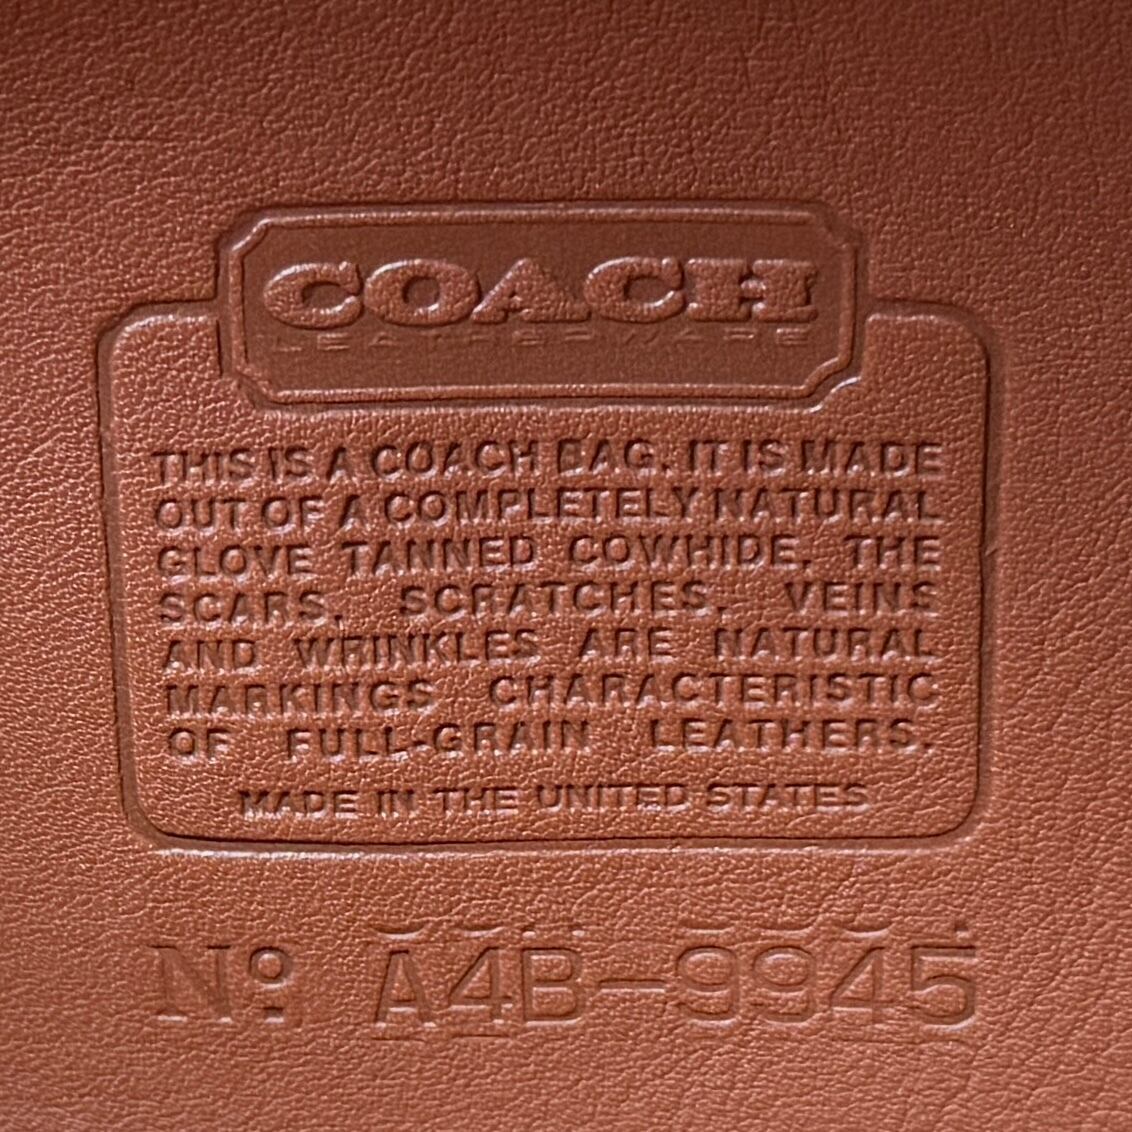 COACH
LEATHERWARE
THIS IS A COACH BAG. IT IS MADE
OUT OF A COMPLETELY NATURAL
GLOVE TANNED COWHIDE. THE
SCARS, SCRATCHES, VEINS
AND WRINKLES ARE NATURAL
MARKINGS CHARACTERISTIC
OF FULL-GRAIN LEATHERS.
MADE IN THE UNITED STATES
No A4B-9945